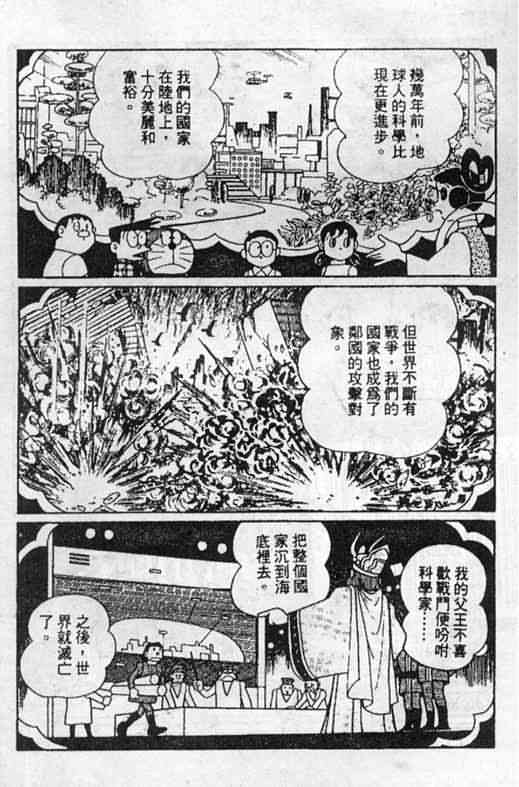 幾萬年前，地
球人的科學比
現在更進步。
我們的國家
在陸地上，
十分美麗和
富裕。
但世界不斷有
戰爭，我們的
國家也成爲了
鄰國的攻擊對
象。
我的父王不喜
歡戰鬥便吩咐
科學家……
把整個國
家沉到海
底裡去。
之後，世
界就滅亡
了。